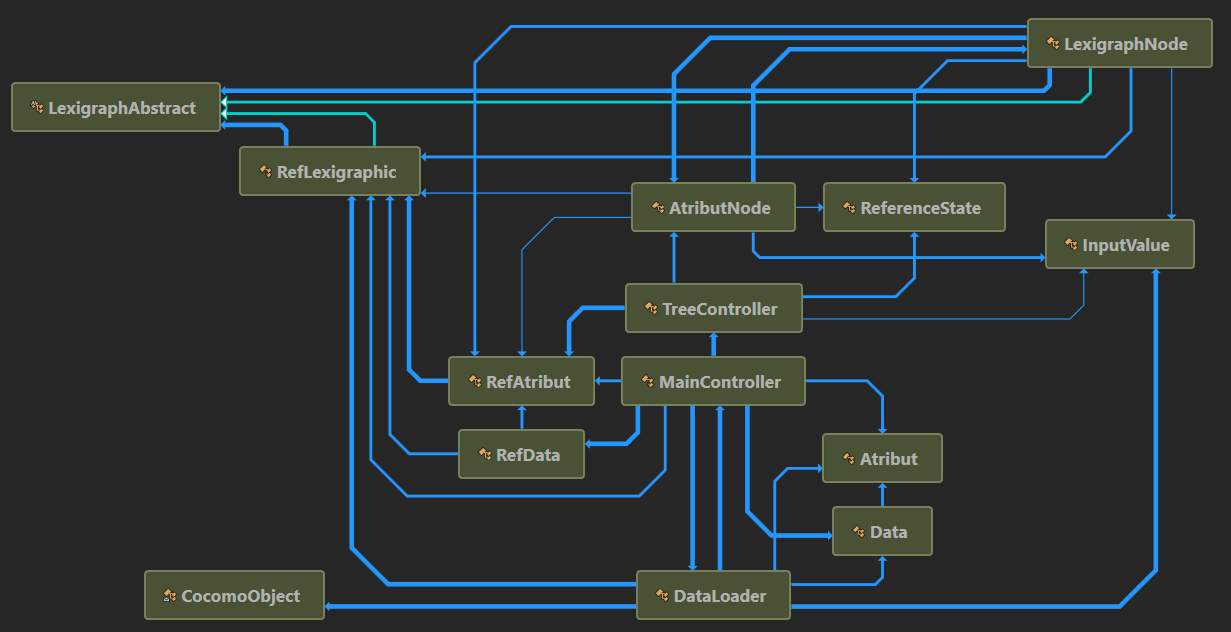 LexigraphNode
LexigraphAbstract
RefLexigraphic
AtributNode
ReferenceState
InputValue
TreeController
RefAtribut
MainController
RefData
Atribut
Data
CocomoObject
DataLoader